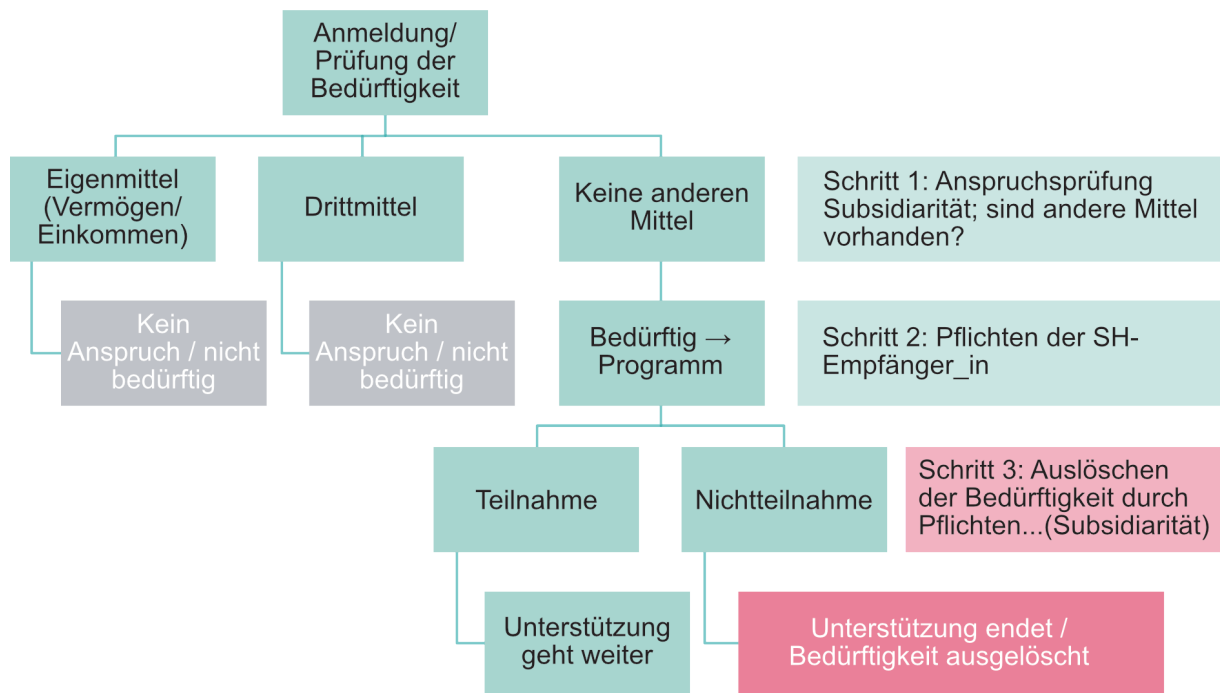 Anmeldung/
Prüfung der
Bedürftigkeit
Eigenmittel
(Vermögen/
Einkommen)
Drittmittel
Keine anderen
Mittel
Schritt 1: Anspruchsprüfung
Subsidiarität; sind andere Mittel
vorhanden?
Kein
Anspruch / nicht
bedürftig
Kein
Anspruch / nicht
bedürftig
Bedürftig →
Programm
Schritt 2: Pflichten der SH-
Empfänger_in
Teilnahme
Nichtteilnahme
Schritt 3: Auslöschen
der Bedürftigkeit durch
Pflichten...(Subsidiarität)
Unterstützung
geht weiter
Unterstützung endet /
Bedürftigkeit ausgelöscht